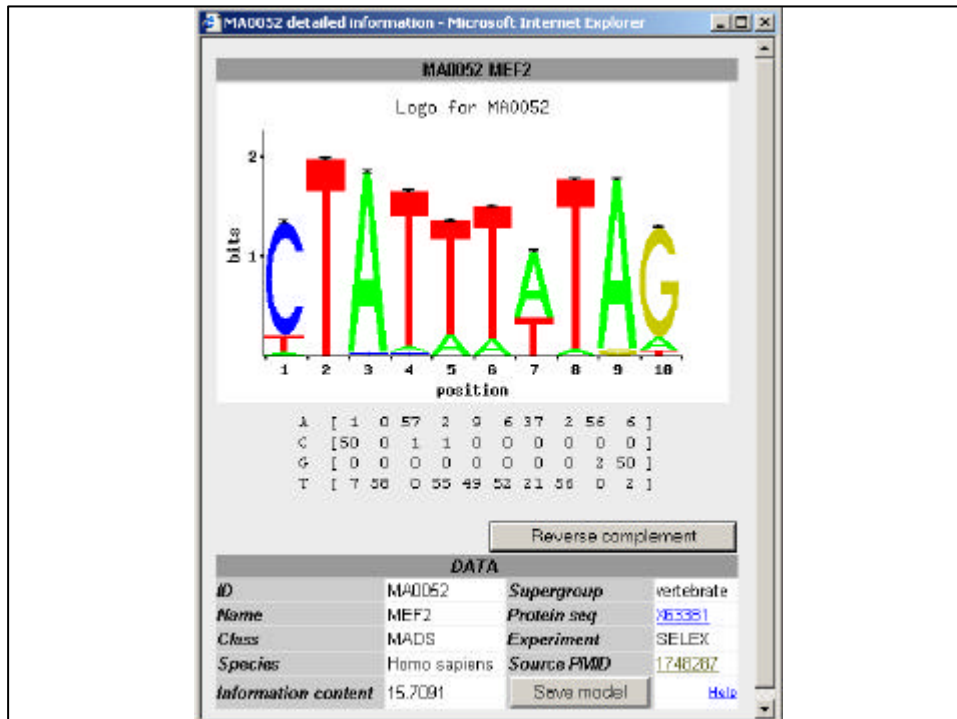 MA0052 detailed information - Microsoft Internet Explorer
MA0052 MEF2
Logo for MA0052
2
bits
1
CTATTTATAG
T A A A T A
1 2 3 4 5 6 7 8 9 10
position
A [ 1 0 57 2 9 6 37 2 56 6 ]
C [50 0 1 1 0 0 0 0 0 0 ]
G [ 0 0 0 0 0 0 0 0 2 50 ]
T [ 7 58 0 55 49 52 21 56 0 2 ]
Reverse complement
DATA
ID MA0052 Supergroup vertebrate
Name MEF2 Protein seq X63381
Class MADS Experiment SELEX
Species Homo sapiens Source PMID 1748287
Information content 15.7091 Save model Help